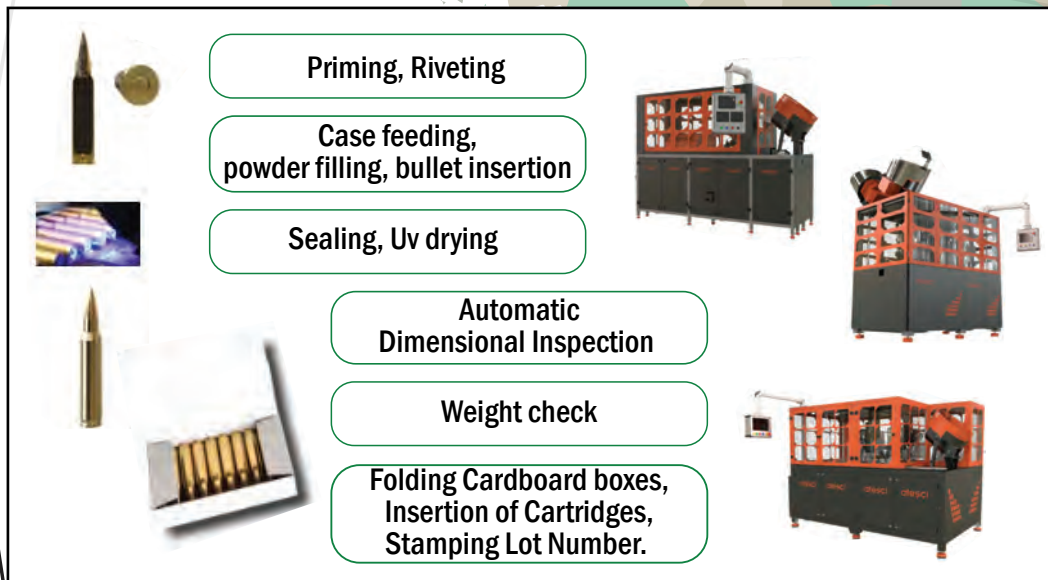 Priming, Riveting
Case feeding,
powder filling, bullet insertion
Sealing, Uv drying
Automatic
Dimensional Inspection
Weight check
Folding Cardboard boxes,
Insertion of Cartridges,
Stamping Lot Number.